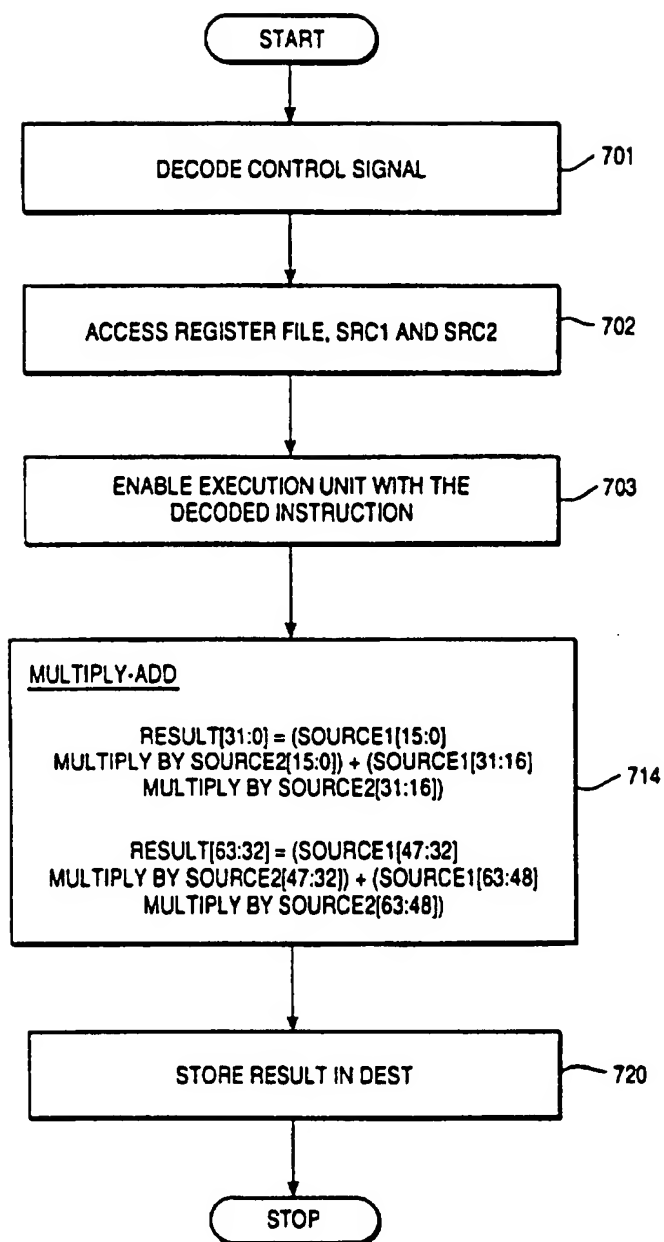 START
DECODE CONTROL SIGNAL
701
ACCESS REGISTER FILE, SRC1 AND SRC2
702
ENABLE EXECUTION UNIT WITH THE
DECODED INSTRUCTION
703
MULTIPLY-ADD
RESULT[31:0] = (SOURCE1[15:0]
MULTIPLY BY SOURCE2[15:0]) + (SOURCE1[31:16]
MULTIPLY BY SOURCE2[31:16])
RESULT[63:32] = (SOURCE1[47:32]
MULTIPLY BY SOURCE2[47:32]) + (SOURCE1[63:48]
MULTIPLY BY SOURCE2[63:48])
714
STORE RESULT IN DEST
720
STOP